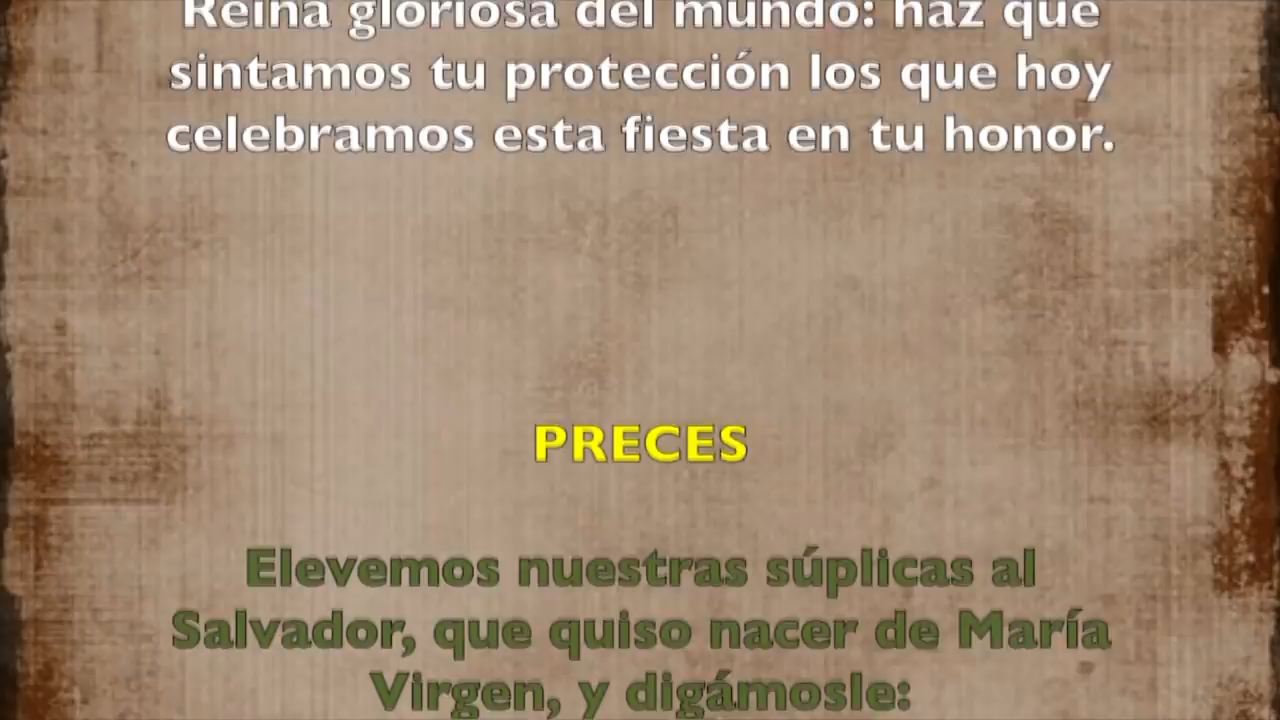 Reina gloriosa del mundo: haz que
sintamos tu protección los que hoy
celebramos esta fiesta en tu honor.
PRECES
Elevemos nuestras súplicas al
Salvador, que quiso nacer de María
Virgen, y digámosle: